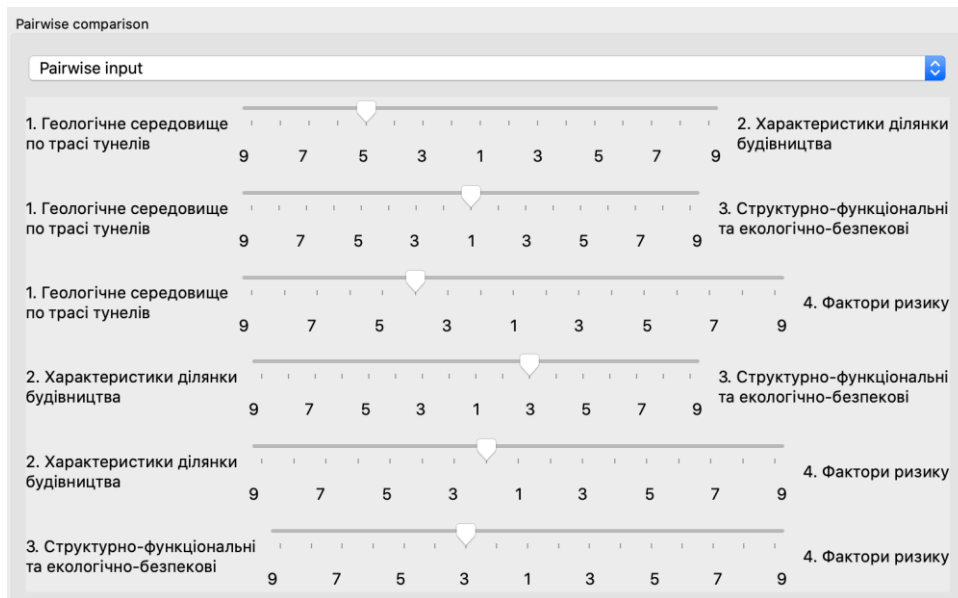 Pairwise comparison
Pairwise input
1. Геологічне середовище
по трасі тунелів
2. Характеристики ділянки
будівництва
9 7 5 3 1 3 5 7 9
1. Геологічне середовище
по трасі тунелів
3. Структурно-функціональні
та екологічно-безпекові
9 7 5 3 1 3 5 7 9
1. Геологічне середовище
по трасі тунелів
4. Фактори ризику
9 7 5 3 1 3 5 7 9
2. Характеристики ділянки
будівництва
3. Структурно-функціональні
та екологічно-безпекові
9 7 5 3 1 3 5 7 9
2. Характеристики ділянки
будівництва
4. Фактори ризику
9 7 5 3 1 3 5 7 9
3. Структурно-функціональні
та екологічно-безпекові
4. Фактори ризику
9 7 5 3 1 3 5 7 9